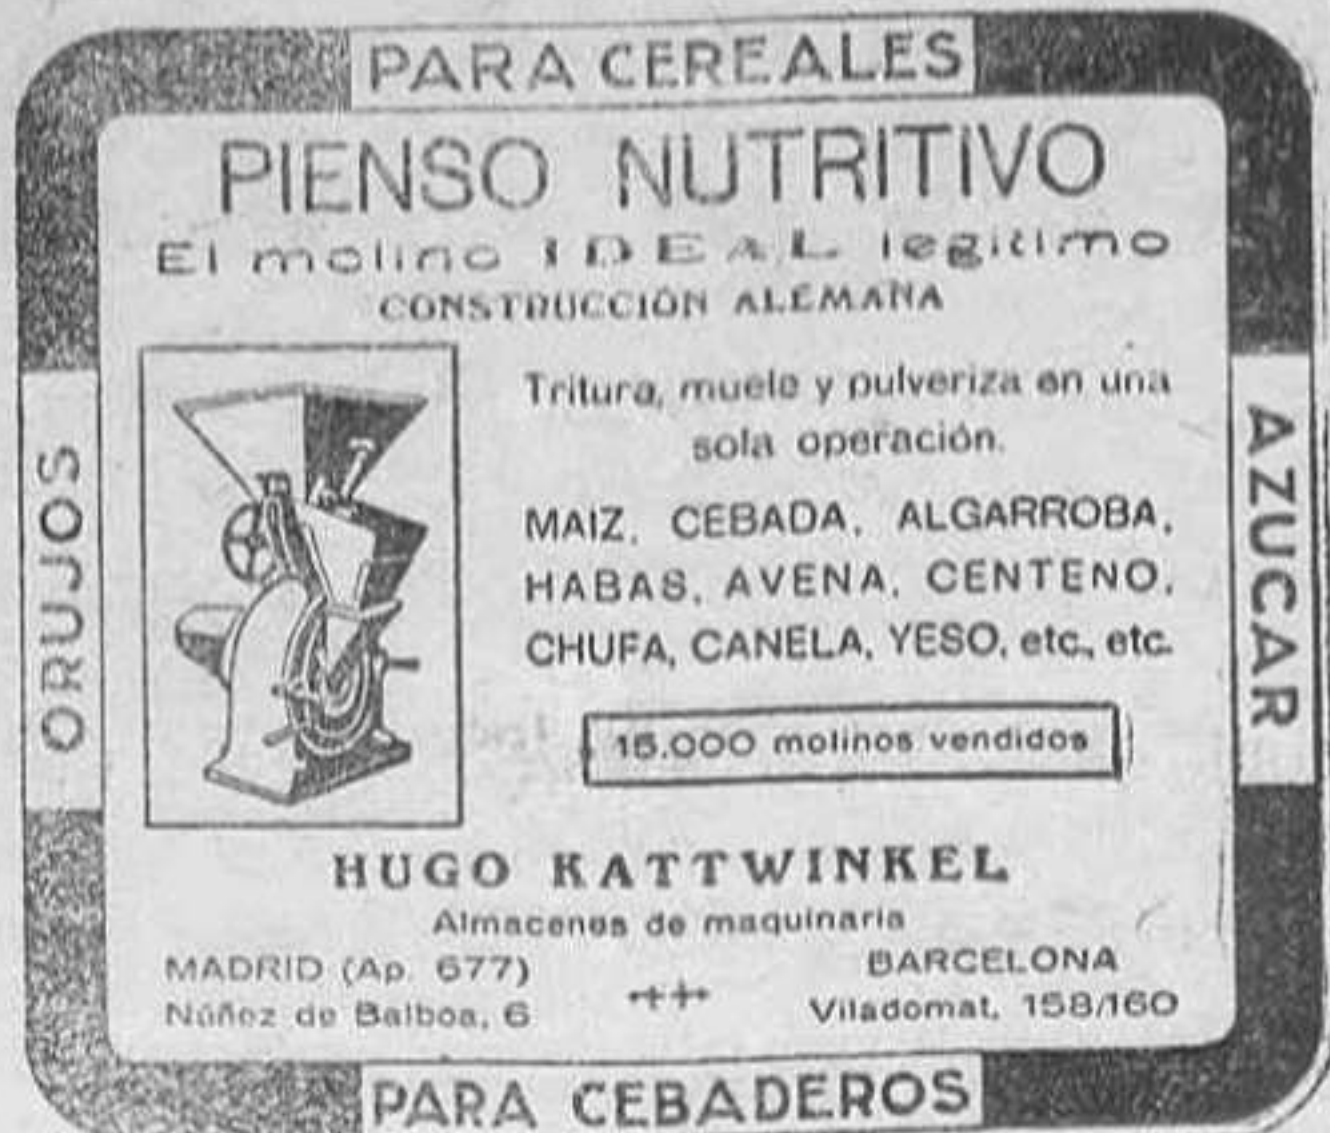 PARA CEREALES
PIENSO NUTRITIVO
El molino IDEAL legítimo
CONSTRUCCIÓN ALEMANA
Tritura, muele y pulveriza en una
sola operación.
MAIZ, CEBADA, ALGARROBA,
HABAS, AVENA, CENTENO,
CHUFA, CANELA, YESO, etc., etc.
15.000 molinos vendidos
HUGO KATTWINKEL
Almacenes de maquinaria
MADRID (Ap. 677)
Núñez de Balboa, 6
BARCELONA
Viladomat, 158/160
ORUJOS
AZUCAR
PARA CEBADEROS